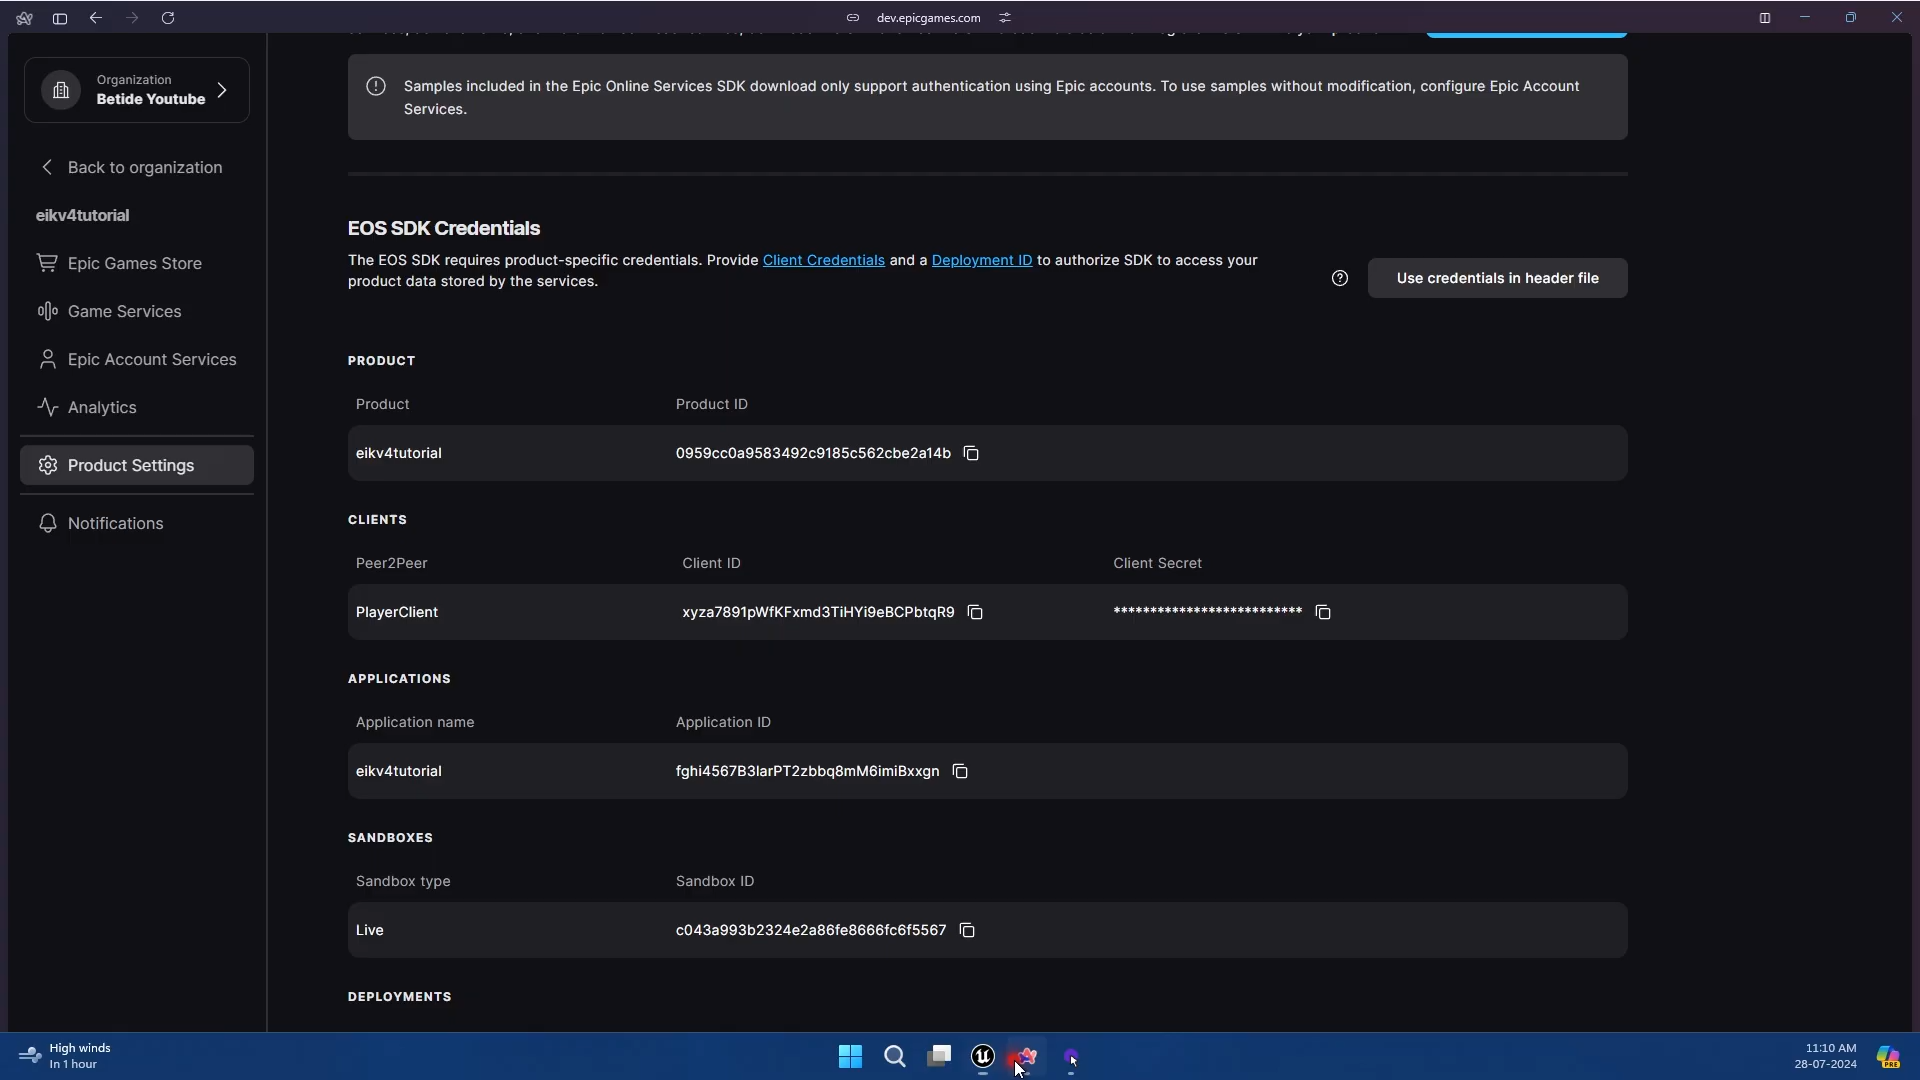 dev.epicgames.com
Organization
Betide Youtube
Back to organization
eikv4tutorial
Epic Games Store
Game Services
Epic Account Services
Analytics
Product Settings
Notifications
Samples included in the Epic Online Services SDK download only support authentication using Epic accounts. To use samples without modification, configure Epic Account
Services.
EOS SDK Credentials
The EOS SDK requires product-specific credentials. Provide Client Credentials and a Deployment ID to authorize SDK to access your
product data stored by the services.
Use credentials in header file
PRODUCT
Product Product ID
eikv4tutorial 0959cc0a9583492c9185c562cbe2a14b
CLIENTS
Peer2Peer Client ID Client Secret
PlayerClient xyza7891pWfKFxmd3TiHYi9eBCPbtqR9 **************************
APPLICATIONS
Application name Application ID
eikv4tutorial fghi4567B3larPT2zbbq8mM6imiBxxgn
SANDBOXES
Sandbox type Sandbox ID
Live c043a993b2324e2a86fe8666fc6f5567
DEPLOYMENTS
High winds
In 1 hour
11:10 AM
28-07-2024
PRE